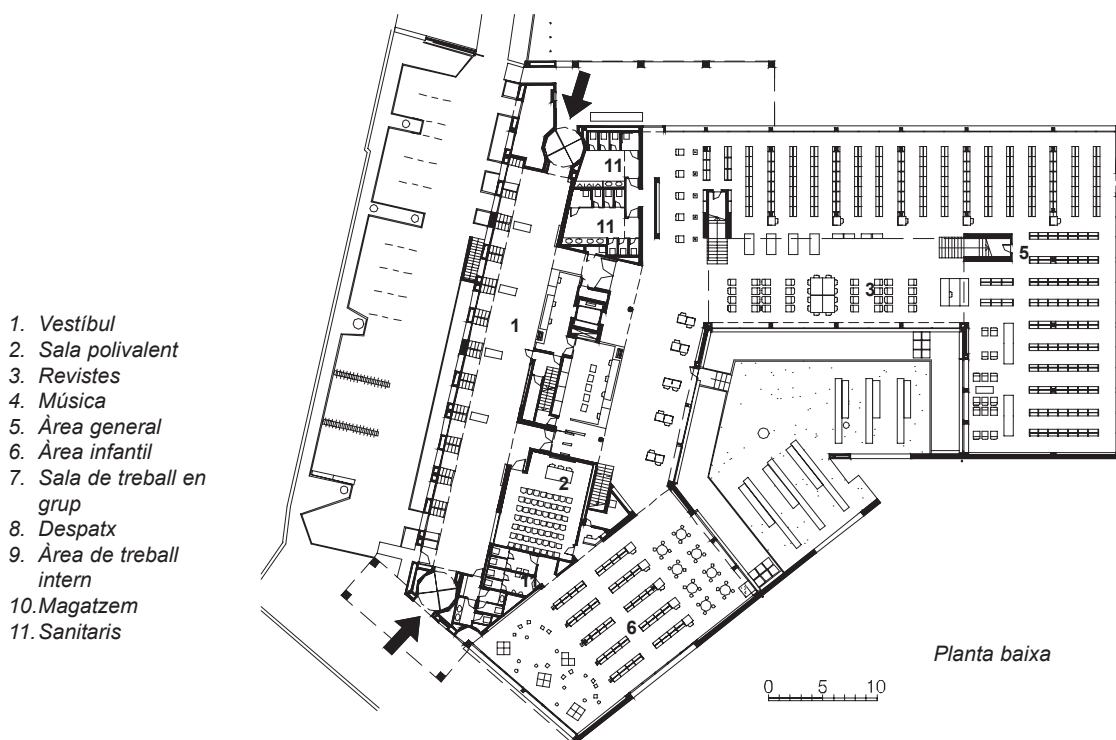 11
11
5
3
1
1. Vestíbul
2. Sala polivalent
3. Revistes
4. Música
5. Àrea general
6. Àrea infantil
7. Sala de treball en
grup
8. Despatx
9. Àrea de treball
intern
10. Magatzem
11. Sanitaris
2
6
Planta baixa
0 5 10